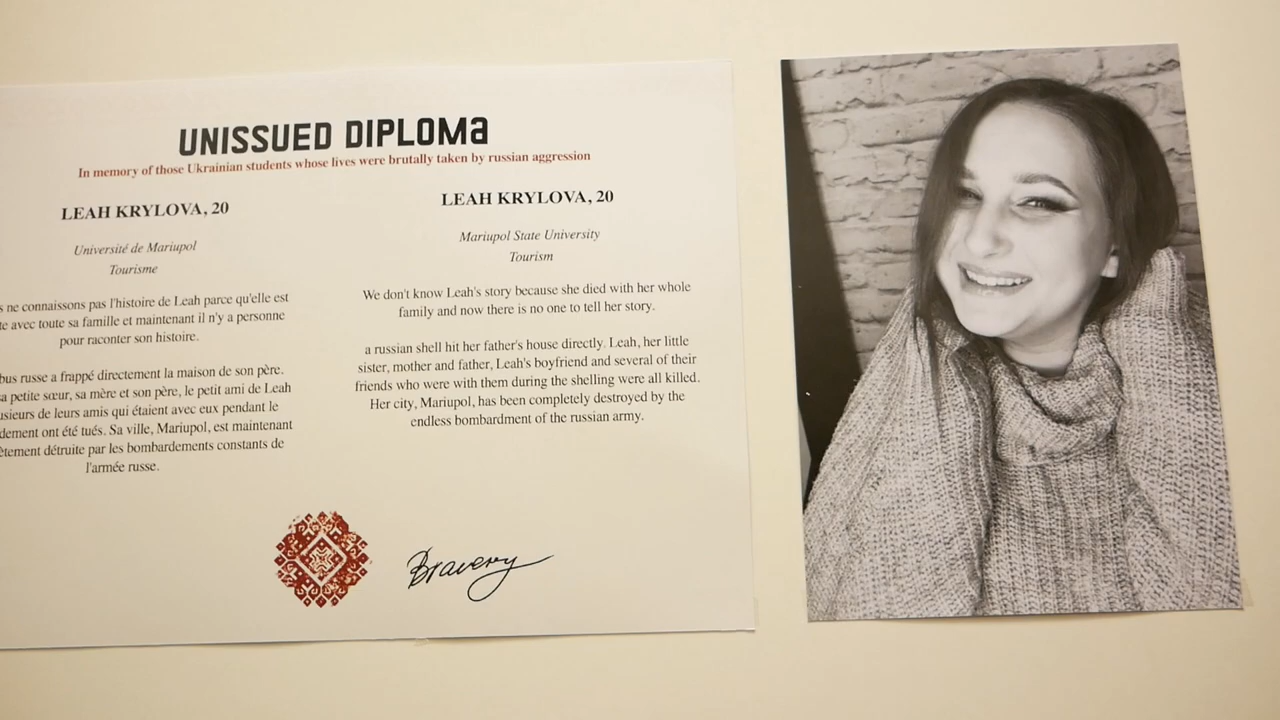 UNISSUED DIPLOMA
In memory of those Ukrainian students whose lives were brutally taken by russian aggression
LEAH KRYLOVA, 20
Université de Mariupol
Tourisme
ne connaissons pas l'histoire de Leah parce qu'elle est
avec toute sa famille et maintenant il n'y a personne
pour raconter son histoire.
russe a frappé directement la maison de son père.
petite sœur, sa mère et son père, le petit ami de Leah
de leurs amis qui étaient avec eux pendant le
ont été tués. Sa ville, Mariupol, est maintenant
détruite par les bombardements constants de
l'armée russe.
LEAH KRYLOVA, 20
Mariupol State University
Tourism
We don't know Leah's story because she died with her whole
family and now there is no one to tell her story.
a russian shell hit her father's house directly. Leah, her little
sister, mother and father, Leah's boyfriend and several of their
friends who were with them during the shelling were all killed.
Her city, Mariupol, has been completely destroyed by the
endless bombardment of the russian army.
Bravery